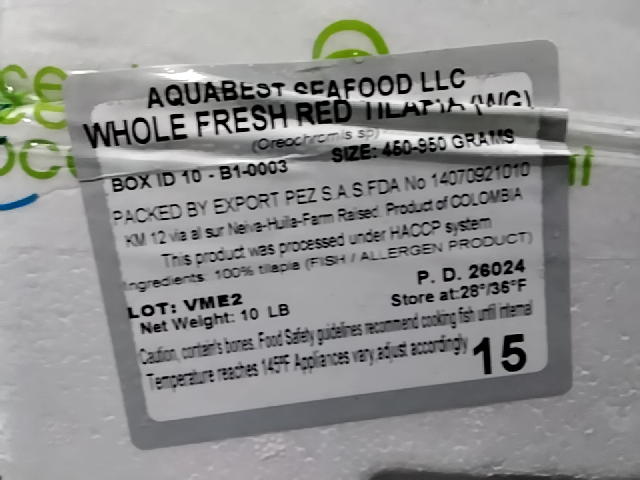 AQUABEST SEAFOOD LLC
WHOLE FRESH RED TILAPIA (WG)
(Oreochromis sp)
SIZE: 450-950 GRAMS
BOX ID 10 - B1-0003
PACKED BY EXPORT PEZ S.A.S FDA No 14070921010
KM 12 via al sur Neiva-Huila-Farm Raised. Product of COLOMBIA
This product was processed under HACCP system
Ingredients: 100% tilapia (FISH / ALLERGEN PRODUCT)
P. D. 26024
LOT: VME2
Store at:28°/36°F
Net Weight: 10 LB
Caution, contain's bones. Food Safety guidelines recommend cooking fish until internal
Temperature reaches 145°F Appliances vary, adjust accordingly
15